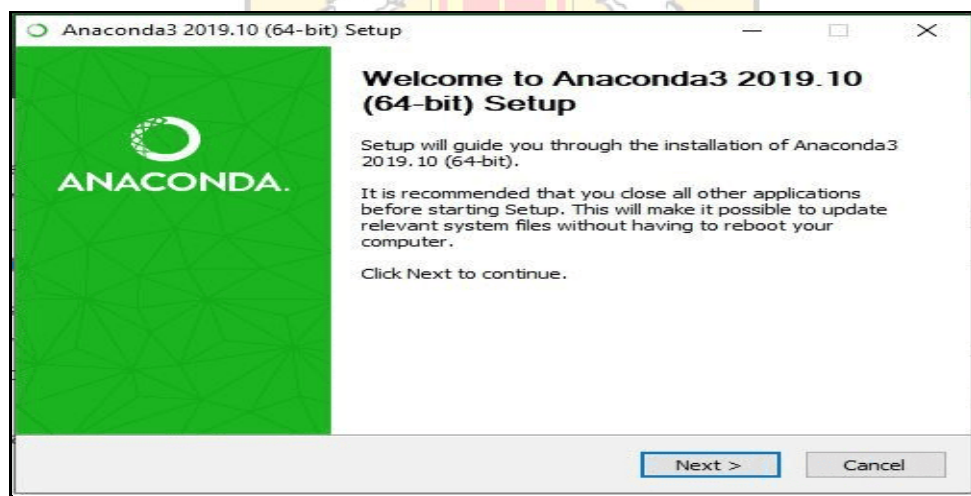 Anaconda3 2019.10 (64-bit) Setup
ANACONDA.
Welcome to Anaconda3 2019.10
(64-bit) Setup
Setup will guide you through the installation of Anaconda3
2019.10 (64-bit).
It is recommended that you close all other applications
before starting Setup. This will make it possible to update
relevant system files without having to reboot your
computer.
Click Next to continue.
Next >
Cancel